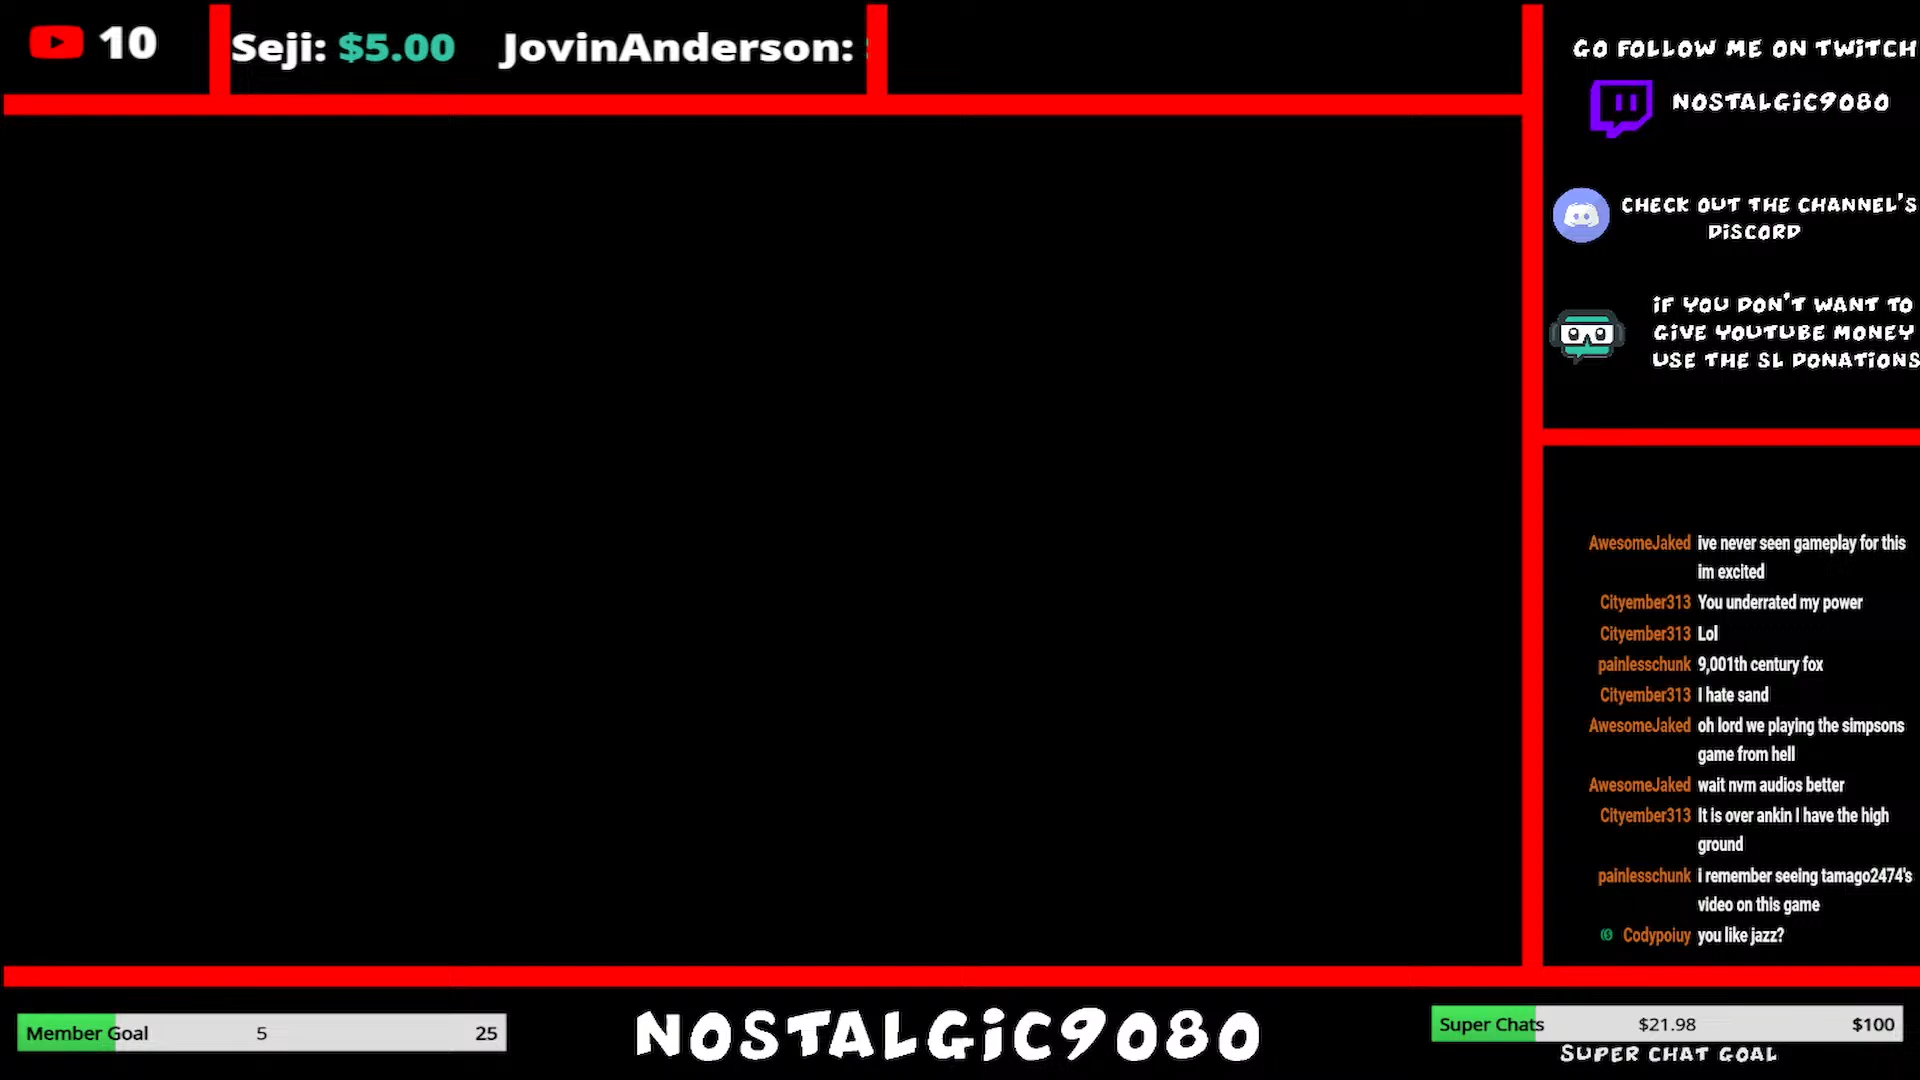 10
Seji: $5.00 JovinAnderson:
GO FOLLOW ME ON TWITCH
NOSTALGIC9080
CHECK OUT THE CHANNEL'S
DISCORD
IF YOU DON'T WANT TO
GIVE YOUTUBE MONEY
USE THE SL DONATIONS
AwesomeJaked ive never seen gameplay for this
im excited
Cityember313 You underrated my power
Cityember313 Lol
painlesschunk 9,001th century fox
Cityember313 I hate sand
AwesomeJaked oh lord we playing the simpsons
game from hell
AwesomeJaked wait nvm audios better
Cityember313 It is over ankin I have the high
ground
painlesschunk i remember seeing tamago2474's
video on this game
Codypoiuy you like jazz?
Member Goal 5 25
NOSTALGIC9080
Super Chats $21.98 $100
SUPER CHAT GOAL